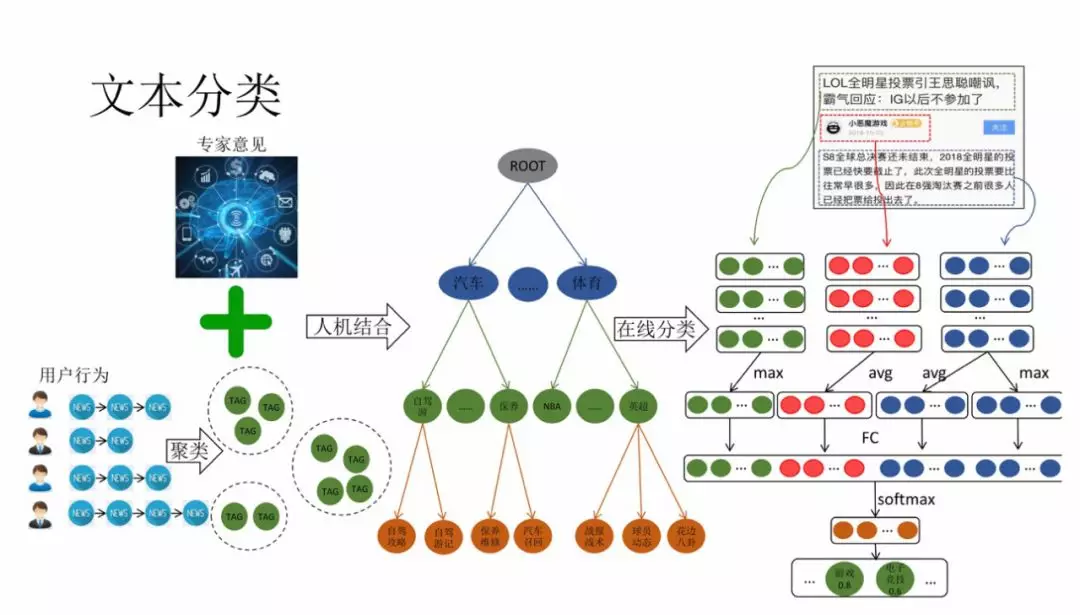 文本分类
专家意见
用户行为
NEWS NEWS NEWS
NEWS NEWS
NEWS NEWS NEWS
NEWS NEWS NEWS NEWS
聚类
TAG TAG
TAG
TAG
TAG
TAG TAG
TAG TAG
人机结合
ROOT
汽车
……
体育
自驾
游
……
保养
NBA
……
英超
自驾
攻略
自驾
游记
保养
维修
汽车
召回
战报
战术
球员
动态
花边
八卦
在线分类
LOL全明星投票引王思聪嘲讽,
霸气回应：IG以后不参加了
小恶魔游戏
关注
S8全球总决赛还未结束，2018全明星的投
票已经快要截止了，此次全明星的投票要比
往常早很多，因此在8强淘汰赛之前很多人
已经把票给投出去了。
... ... ...
... ... ...
... ... ...
... ... ...
max avg avg max
... ... ... ...
FC
... ... ... ...
softmax
...
...
游戏
0.8
电子
竞技
0.6
...